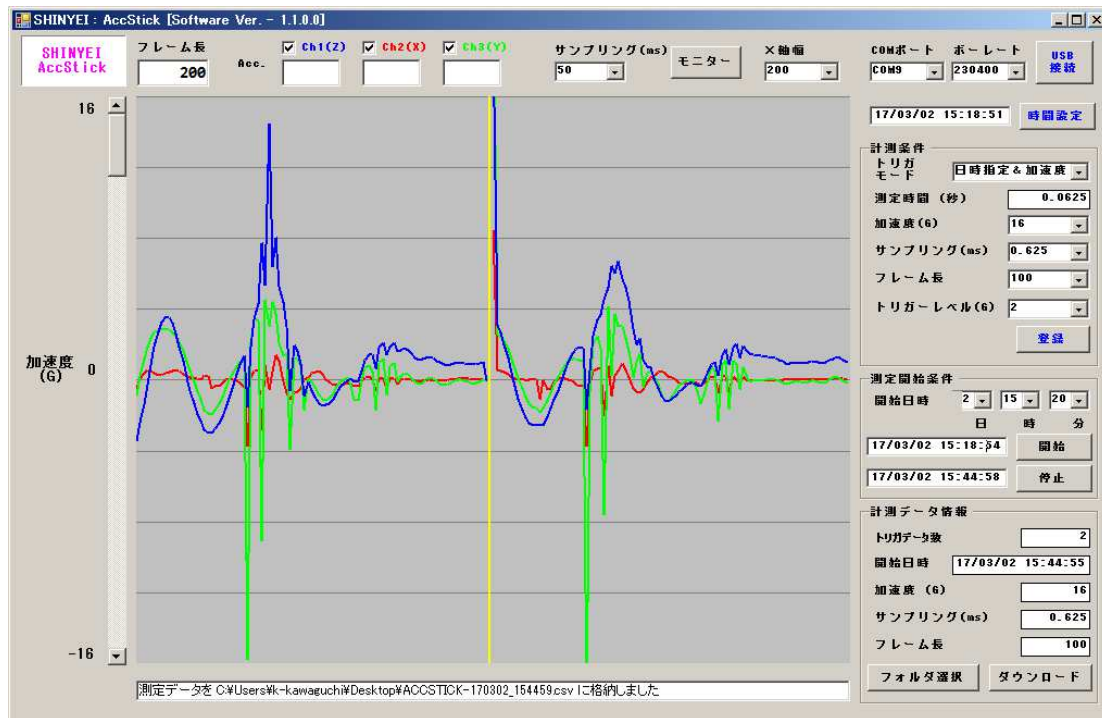 SHINYEI : AccStick [Software Ver. - 1.1.0.0]
SHINYEI
AccStick
フレーム長
200
Acc.
Ch1(Z)
Ch2(X)
Ch3(Y)
サンプリング(ms)
50
モニター
X軸幅
200
COMポート
COM9
ボーレート
230400
USB
接続
17/03/02 15:18:51
時間設定
16
加速度
(G)
0
-16
計測条件
トリガ
モード
日時指定&加速度
測定時間 (秒)
0.0625
加速度(G)
16
サンプリング(ms)
0.625
フレーム長
100
トリガーレベル(G)
2
登録
測定開始条件
開始日時
2
15
20
日
時
分
17/03/02 15:18:54
開始
17/03/02 15:44:58
停止
計測データ情報
トリガデータ数
2
開始日時
17/03/02 15:44:55
加速度 (G)
16
サンプリング(ms)
0.625
フレーム長
100
フォルダ選択
ダウンロード
測定データを C:¥Users¥k-kawaguchi¥Desktop¥ACCSTICK-170302_154459.csv に格納しました